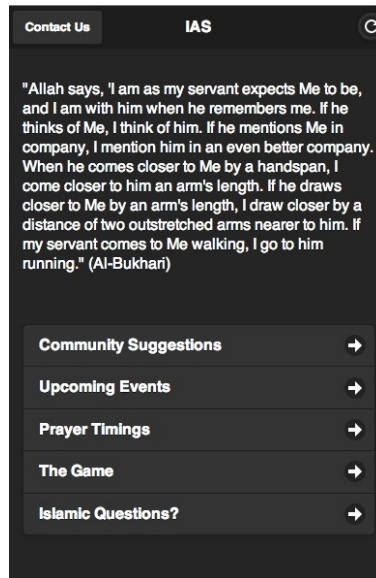 Contact Us
IAS
"Allah says, 'I am as my servant expects Me to be,
and I am with him when he remembers me. If he
thinks of Me, I think of him. If he mentions Me in
company, I mention him in an even better company.
When he comes closer to Me by a handspan, I
come closer to him an arm's length. If he draws
closer to Me by an arm's length, I draw closer by a
distance of two outstretched arms nearer to him. If
my servant comes to Me walking, I go to him
running." (Al-Bukhari)
Community Suggestions
Upcoming Events
Prayer Timings
The Game
Islamic Questions?